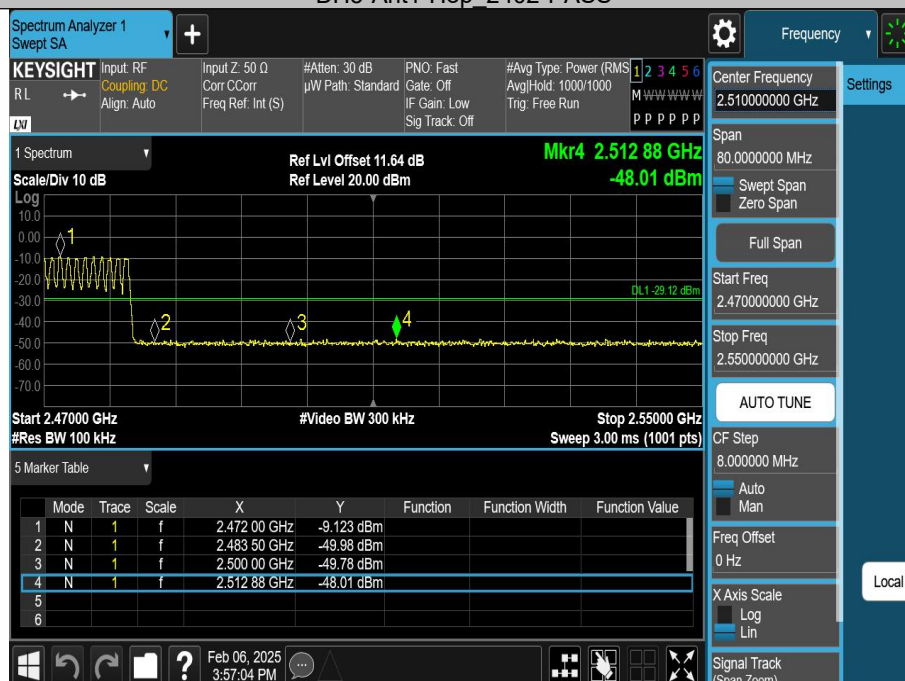 Spectrum Analyzer 1
Swept SA
+
Frequency
KEYSIGHT
RL
LXI
Input: RF
Coupling: DC
Align: Auto
Input Z: 50 Ω
Corr CCorr
Freq Ref: Int (S)
#Atten: 30 dB
µW Path: Standard
PNO: Fast
Gate: Off
IF Gain: Low
Sig Track: Off
#Avg Type: Power (RMS
Avg|Hold: 1000/1000
Trig: Free Run
1 2 3 4 5 6
M W W W W W
P P P P P P
1 Spectrum
Scale/Div 10 dB
Ref Lvl Offset 11.64 dB
Ref Level 20.00 dBm
Mkr4 2.512 88 GHz
-48.01 dBm
Log
10.0
0.00
-10.0
-20.0
-30.0
-40.0
-50.0
-60.0
-70.0
1
2
3
4
DL1 -29.12 dBm
Start 2.47000 GHz
#Video BW 300 kHz
Stop 2.55000 GHz
#Res BW 100 kHz
Sweep 3.00 ms (1001 pts)
5 Marker Table
Mode Trace Scale X Y Function Function Width Function Value
1 N 1 f 2.472 00 GHz -9.123 dBm
2 N 1 f 2.483 50 GHz -49.98 dBm
3 N 1 f 2.500 00 GHz -49.78 dBm
4 N 1 f 2.512 88 GHz -48.01 dBm
5
6
Feb 06, 2025
3:57:04 PM
Center Frequency
2.510000000 GHz
Settings
Span
80.0000000 MHz
Swept Span
Zero Span
Full Span
Start Freq
2.470000000 GHz
Stop Freq
2.550000000 GHz
AUTO TUNE
CF Step
8.000000 MHz
Auto
Man
Freq Offset
0 Hz
Local
X Axis Scale
Log
Lin
Signal Track
(Span Zoom)